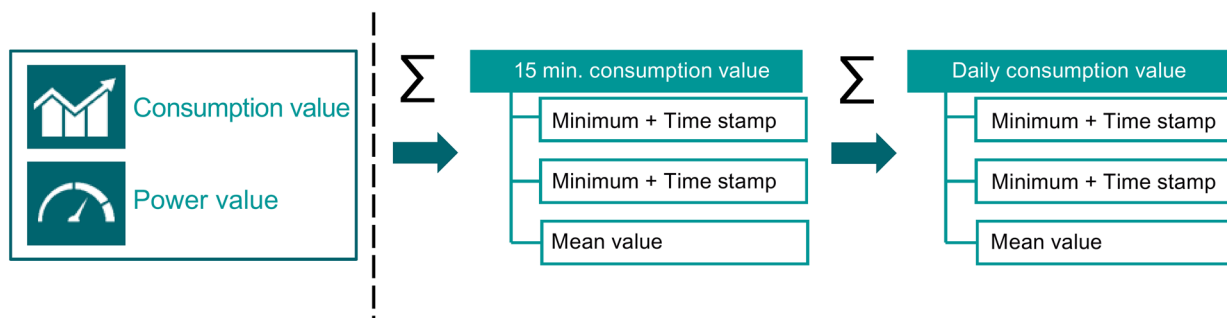 Consumption value
Power value
∑
15 min. consumption value
Minimum + Time stamp
Minimum + Time stamp
Mean value
∑
Daily consumption value
Minimum + Time stamp
Minimum + Time stamp
Mean value